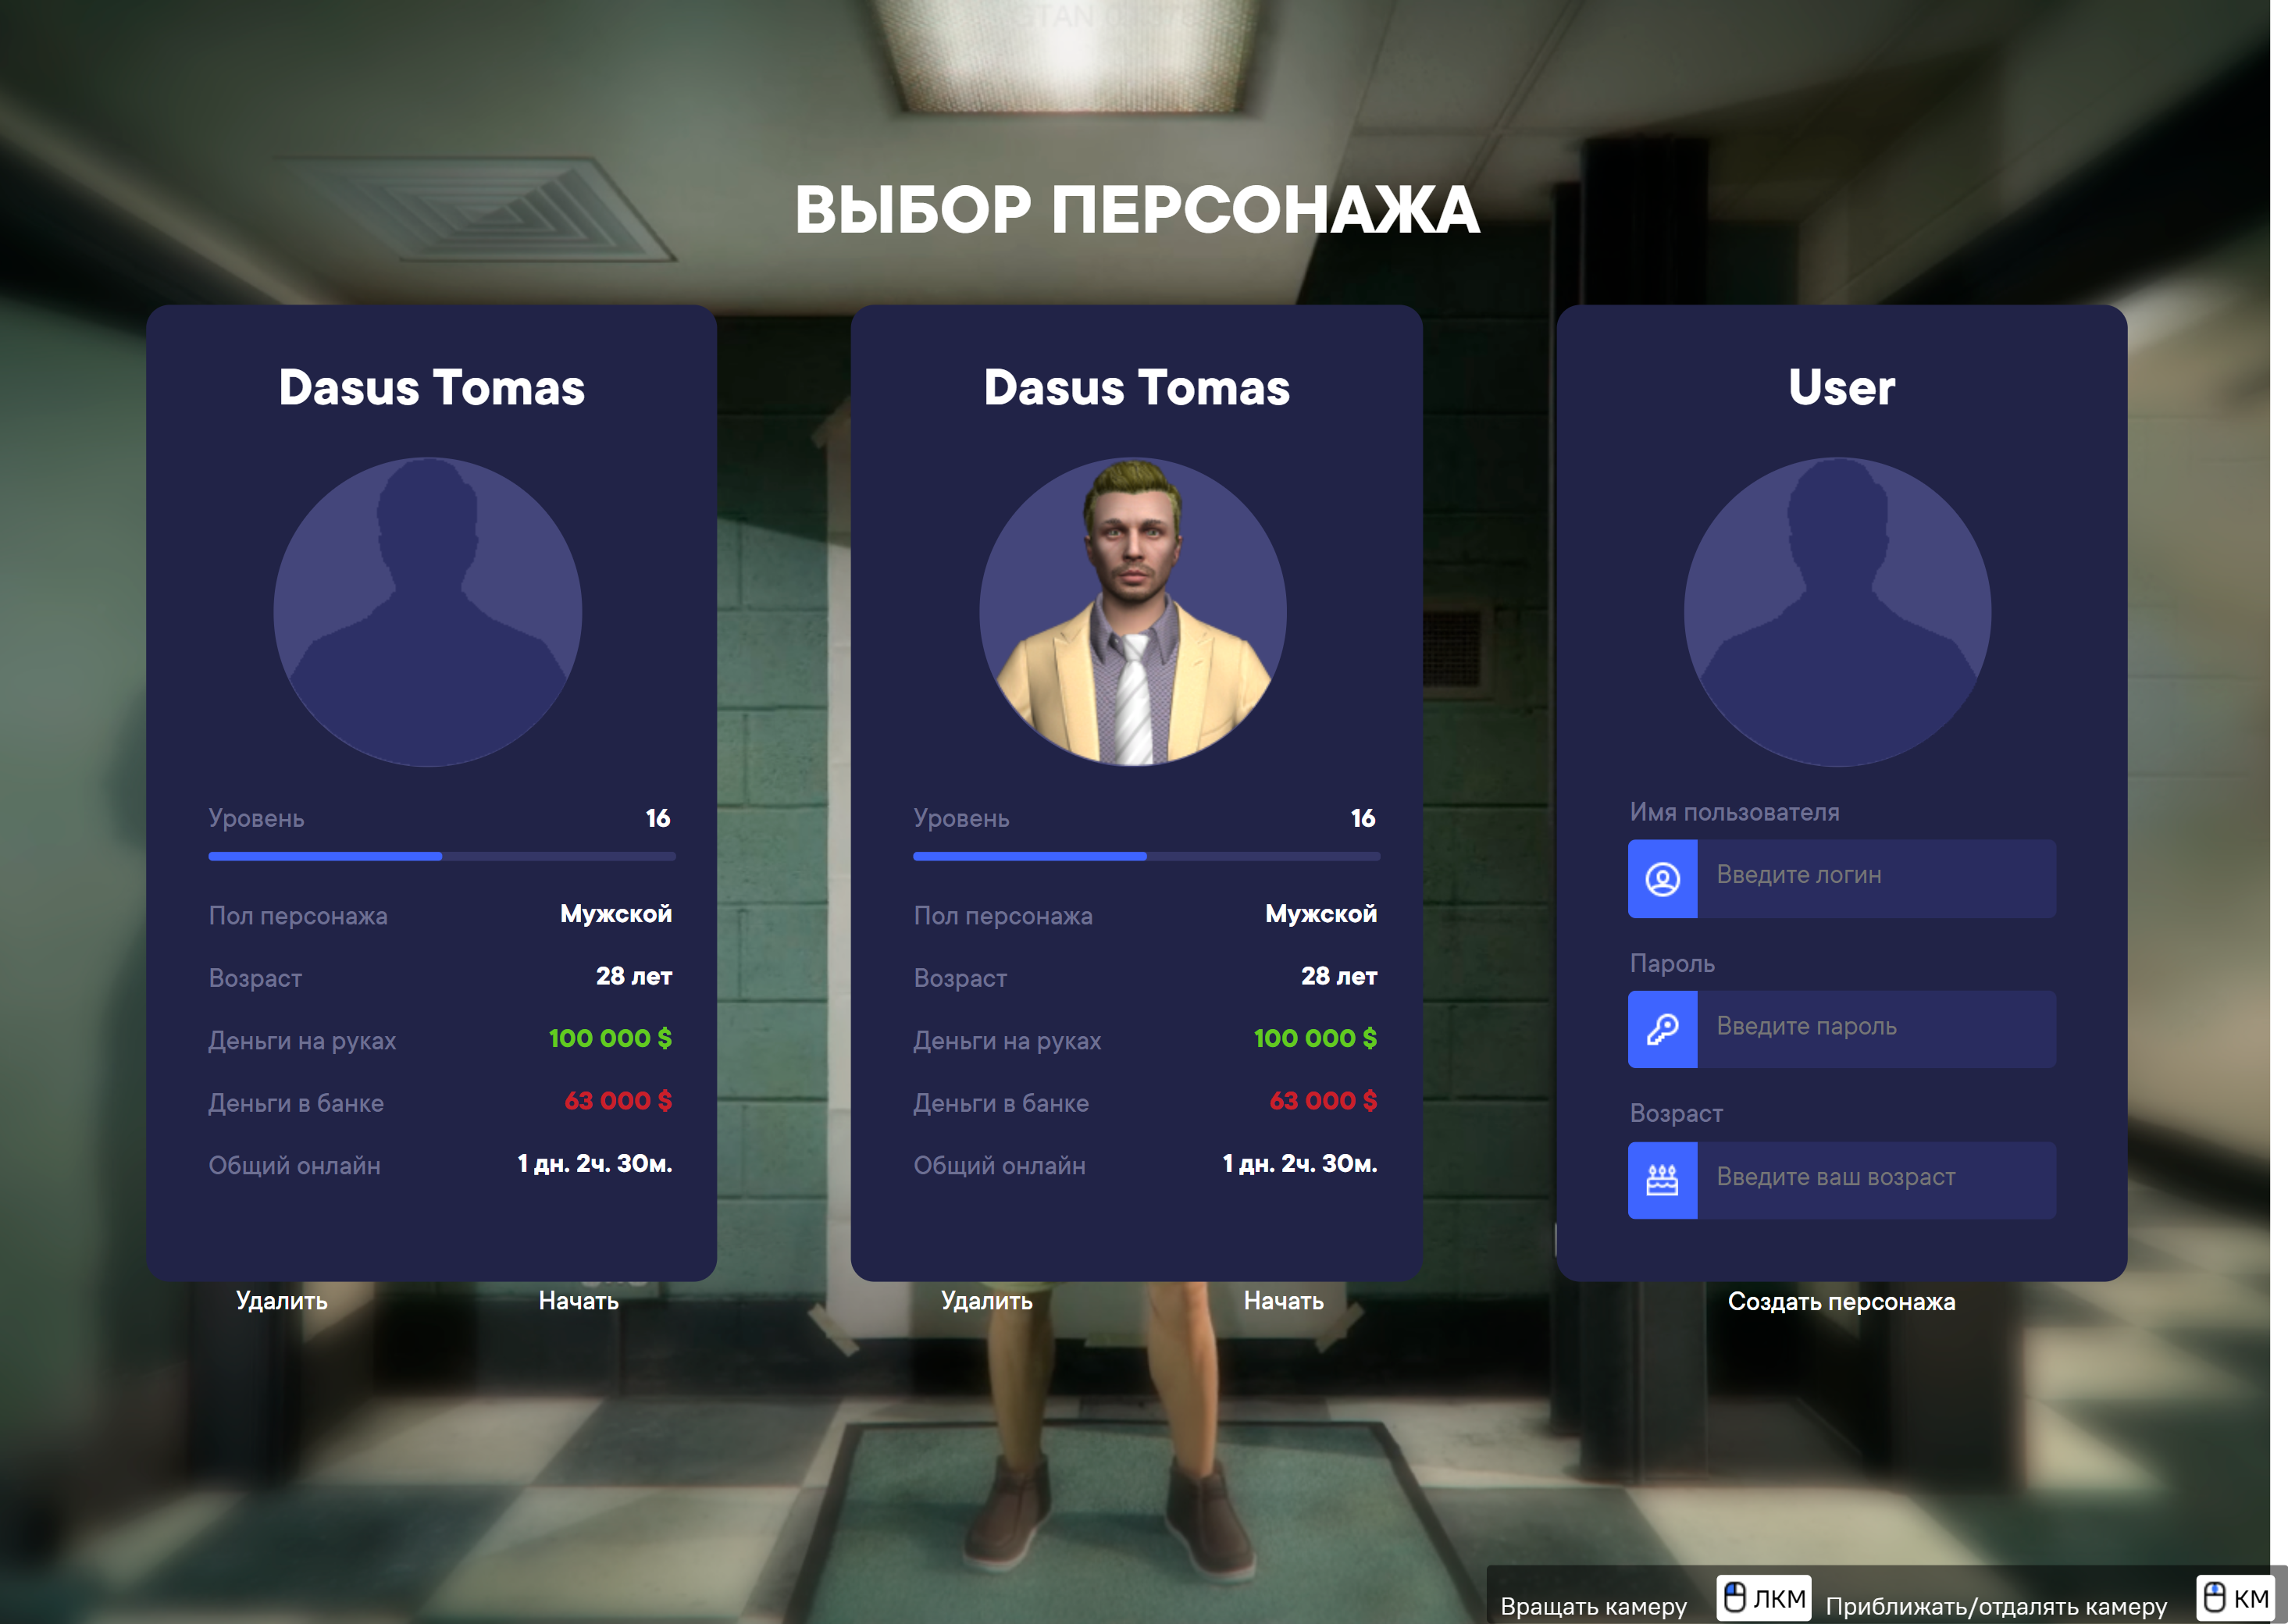 ВЫБОР ПЕРСОНАЖА
Dasus Tomas
Уровень 16
Пол персонажа Мужской
Возраст 28 лет
Деньги на руках 100 000 $
Деньги в банке 63 000 $
Общий онлайн 1 дн. 2ч. 30м.
Удалить Начать
Dasus Tomas
Уровень 16
Пол персонажа Мужской
Возраст 28 лет
Деньги на руках 100 000 $
Деньги в банке 63 000 $
Общий онлайн 1 дн. 2ч. 30м.
Удалить Начать
User
Имя пользователя
Введите логин
Пароль
Введите пароль
Возраст
Введите ваш возраст
Создать персонажа
Вращать камеру ЛКМ Приближать/отдалять камеру КМ